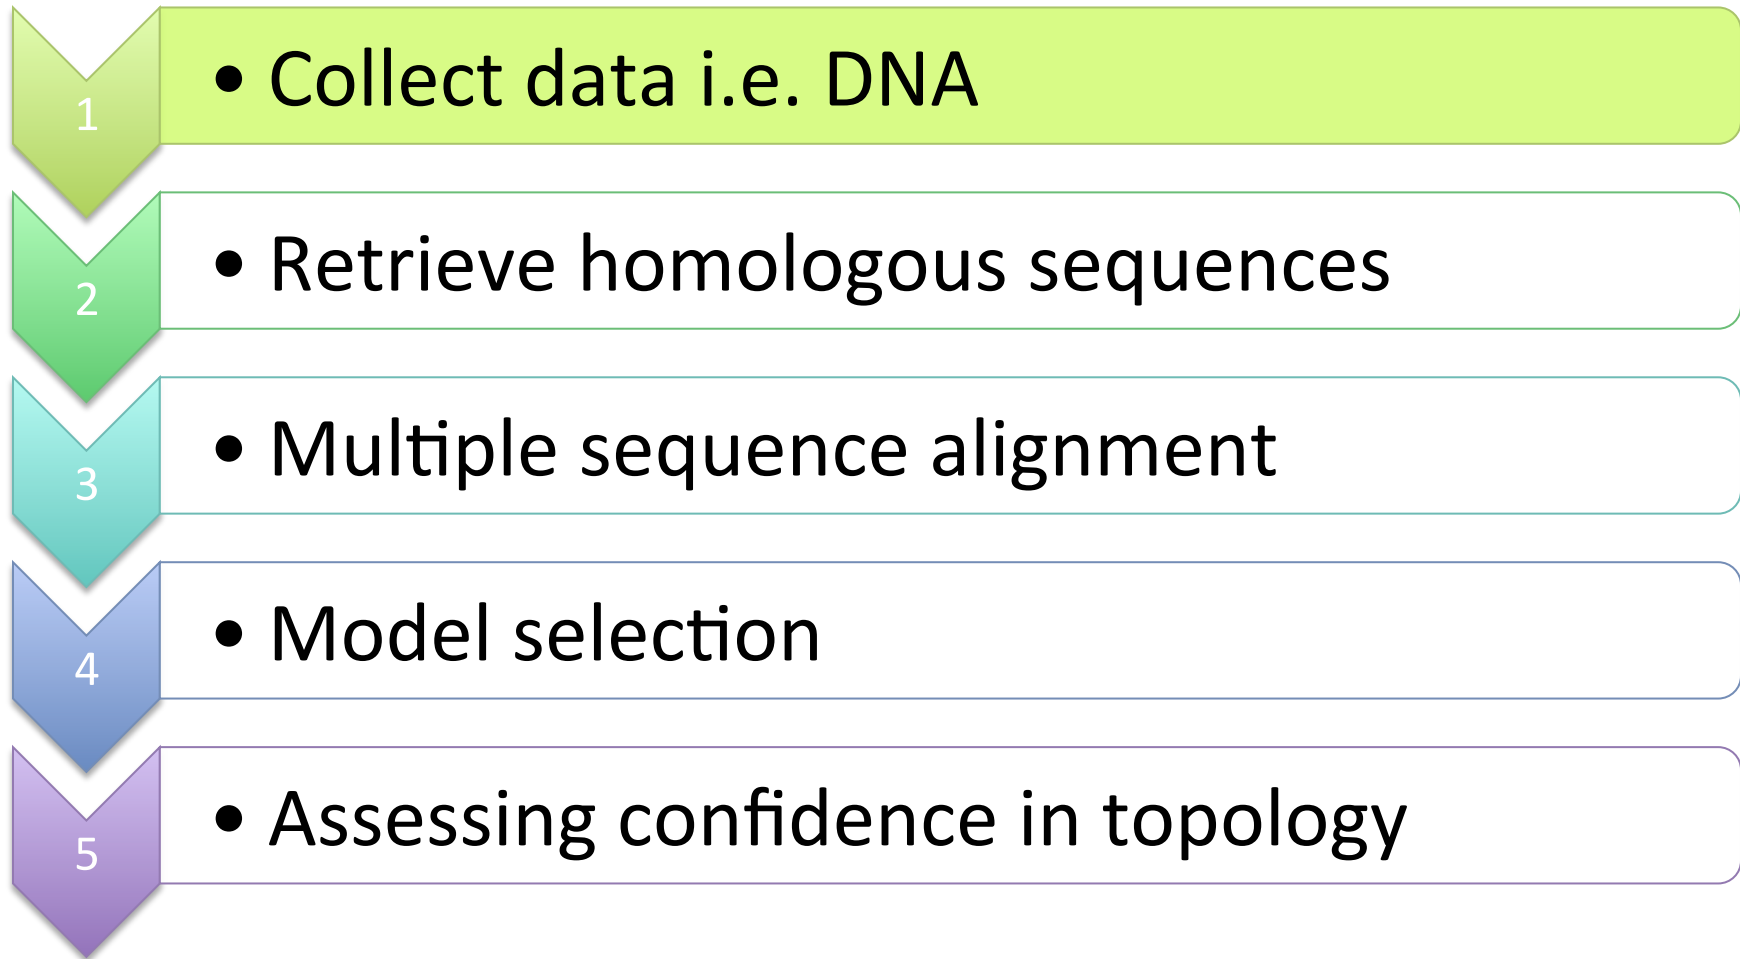 1
• Collect data i.e. DNA
2
• Retrieve homologous sequences
3
• Multiple sequence alignment
4
• Model selection
5
• Assessing confidence in topology